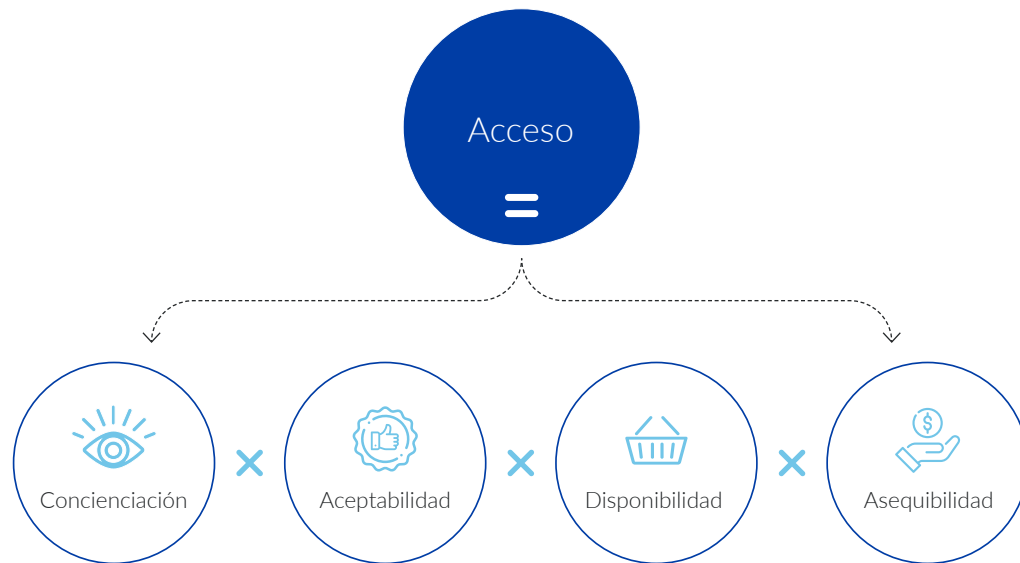 Acceso
=
Concienciación
×
Aceptabilidad
×
Disponibilidad
×
$
Asequibilidad